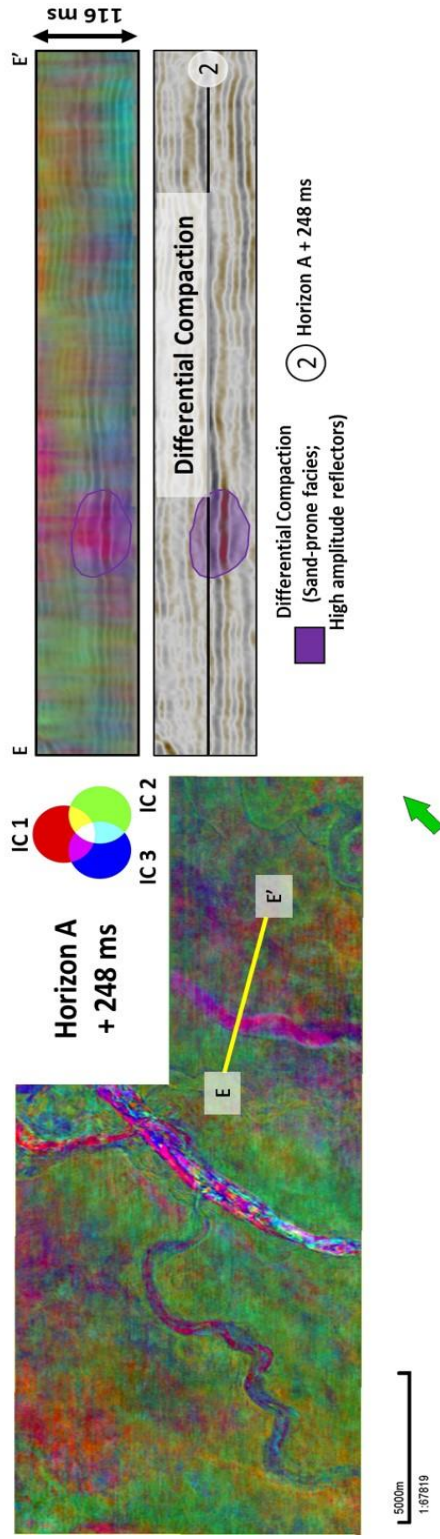 Horizon A
+ 248 ms
IC 1
IC 3
IC 2
E
E'
5000m
1:67819
E
E'
116 ms
Differential Compaction
2
Differential Compaction
(Sand-prone facies;
High amplitude reflectors)
2
Horizon A + 248 ms